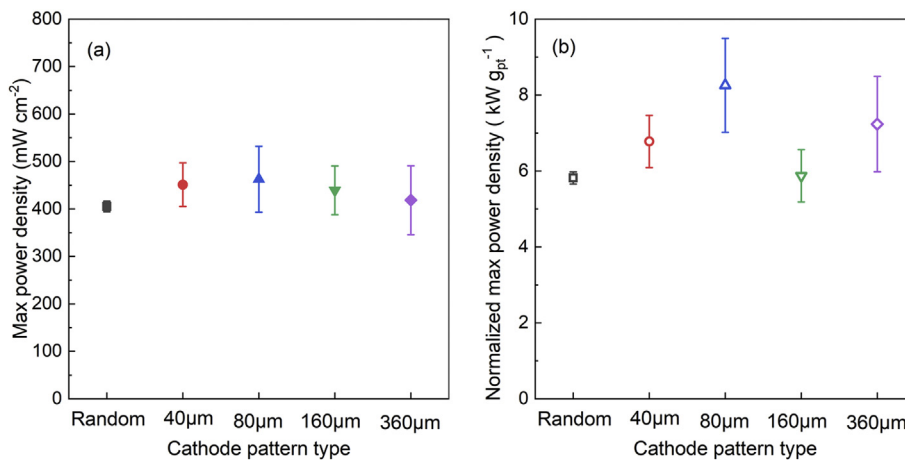 (a)
Max power density (mW cm⁻²)
800
700
600
500
400
300
200
100
0
Random 40μm 80μm 160μm 360μm
Cathode pattern type
(b)
Normalized max power density ( kW gpt⁻¹)
10
8
6
4
2
0
Random 40μm 80μm 160μm 360μm
Cathode pattern type